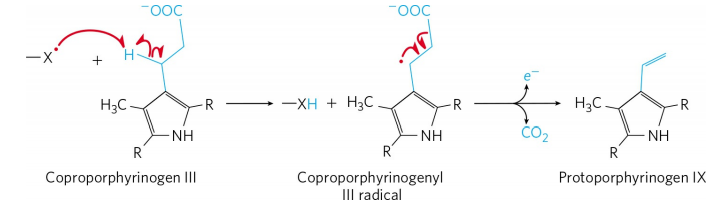 ⁻OOC
⁻OOC
—X•
+
H
e⁻
H₃C
R
NH
R
—XH + H₃C
R
NH
R
CO₂
H₃C
R
NH
R
Coproporphyrinogen III
Coproporphyrinogenyl
III radical
Protoporphyrinogen IX